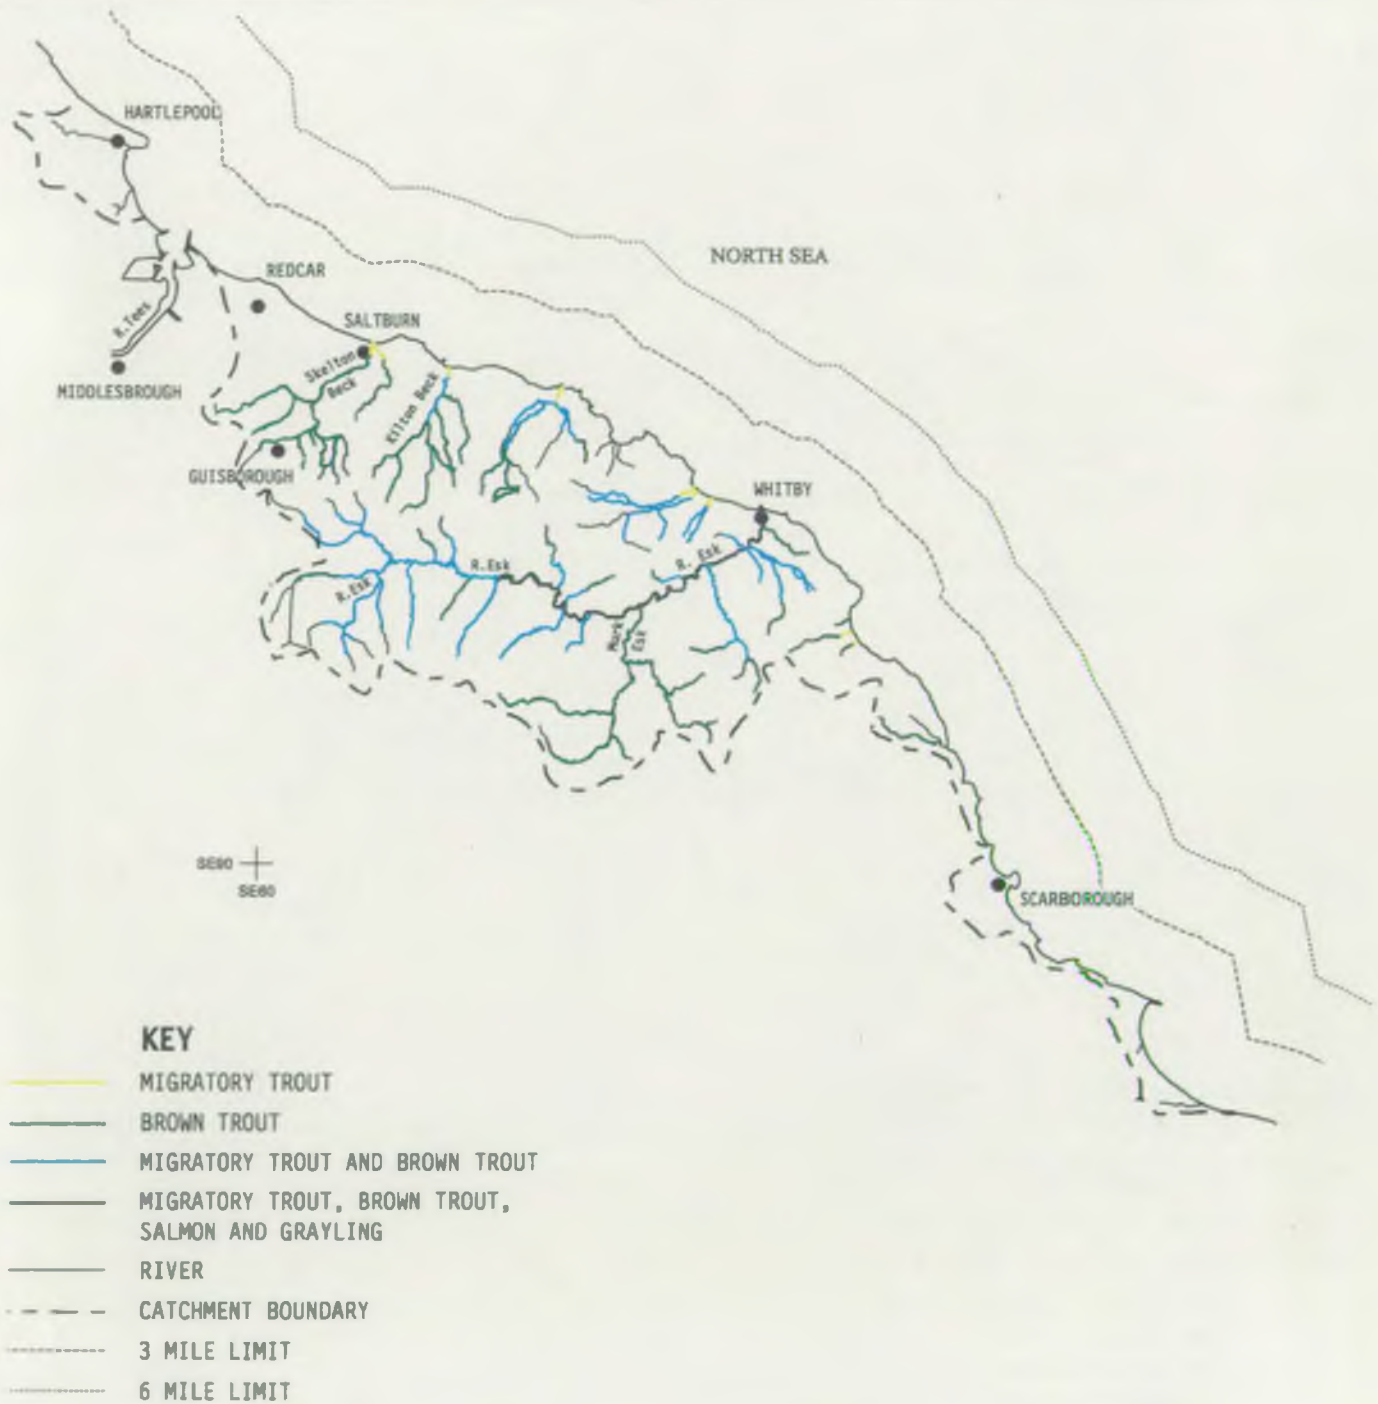 HARTLEPOOL
NORTH SEA
REDCAR
R.Tees
SALTBURN
MIDDLESBROUGH
Skelton
Beck
Kilton Beck
GUISBOROUGH
WHITBY
R.Esk
R. Esk
R.Esk
Murk
Esk
SE90
SE60
SCARBOROUGH
KEY
MIGRATORY TROUT
BROWN TROUT
MIGRATORY TROUT AND BROWN TROUT
MIGRATORY TROUT, BROWN TROUT,
SALMON AND GRAYLING
RIVER
CATCHMENT BOUNDARY
3 MILE LIMIT
6 MILE LIMIT